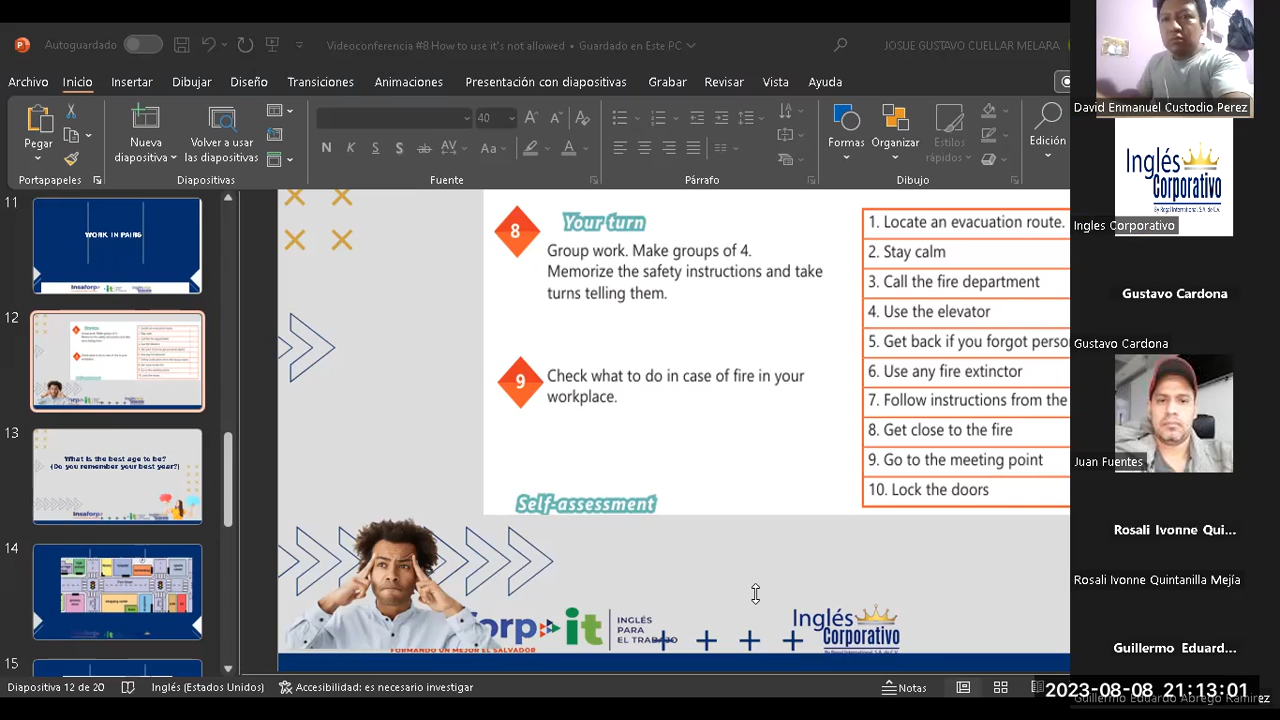 Autoguardado
Videoconferencia #8 How to use it's not allowed • Guardado en Este PC
JOSUE GUSTAVO CUELLAR MELARA
Archivo Inicio Insertar Dibujar Diseño Transiciones Animaciones Presentación con diapositivas Grabar Revisar Vista Ayuda
Pegar
Nueva diapositiva
Volver a usar las diapositivas
40
N K S S ab AV Aa A
Formas
Organizar
Estilos rápidos
Edición
Portapapeles
Diapositivas
Fuente
Párrafo
Dibujo
11
WORK IN PAIRS
12
13
What is the best age to be?
(Do you remember your best year?)
14
15
8
Your turn
Group work. Make groups of 4.
Memorize the safety instructions and take
turns telling them.
9
Check what to do in case of fire in your
workplace.
Self-assessment
1. Locate an evacuation route.
2. Stay calm
3. Call the fire department
4. Use the elevator
5. Get back if you forgot perso
6. Use any fire extinctor
7. Follow instructions from the
8. Get close to the fire
9. Go to the meeting point
10. Lock the doors
orp it
INGLÉS
PARA
EL TRABAJO
FORMANDO UN MEJOR EL SALVADOR
Inglés
Corporativo
Diapositiva 12 de 20
Inglés (Estados Unidos)
Accesibilidad: es necesario investigar
Notas
David Enmanuel Custodio Perez
Inglés
Corporativo
By Regal International, S.A. de C.V.
Ingles Corporativo
Gustavo Cardona
Gustavo Cardona
Juan Fuentes
Rosali Ivonne Qui...
Rosali Ivonne Quintanilla Mejía
Guillermo Eduard...
Guillermo Eduardo Abrego Ramirez
2023-08-08 21:13:01